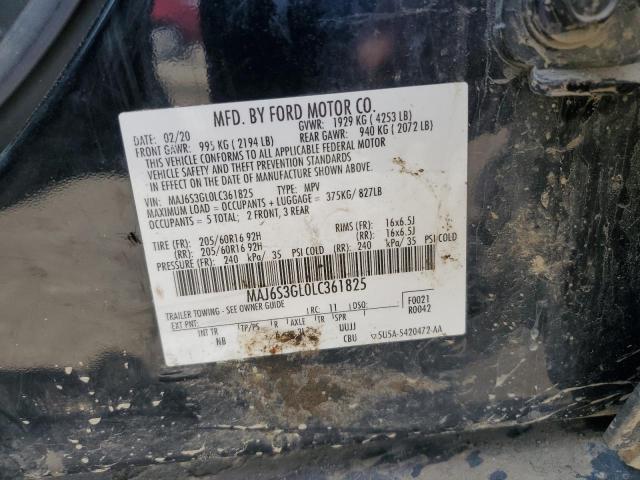 MFD. BY FORD MOTOR CO.
DATE: 02/20 GVWR: 1929 KG ( 4253 LB)
FRONT GAWR: 995 KG ( 2194 LB) REAR GAWR: 940 KG ( 2072 LB)
THIS VEHICLE CONFORMS TO ALL APPLICABLE FEDERAL MOTOR
VEHICLE SAFETY AND THEFT PREVENTION STANDARDS
IN EFFECT ON THE DATE OF MANUFACTURE SHOWN ABOVE.
VIN: MAJ6S3GL0LC361825 TYPE: MPV
MAXIMUM LOAD = OCCUPANTS + LUGGAGE = 375KG/ 827LB
OCCUPANTS = 5 TOTAL: 2 FRONT, 3 REAR
TIRE (FR): 205/60R16 92H RIMS (FR): 16x6.5J
(RR): 205/60R16 92H (RR): 16x6.5J
PRESSURE (FR): 240 kPa/ 35 PSI COLD (RR): 240 kPa/ 35 PSI COLD
MAJ6S3GL0LC361825
TRAILER TOWING - SEE OWNER GUIDE
EXT PNT: RC: 11 DSO: F0021
R0042
INT TR TP/PS R AXLE TR SPR
NB UUJJ
CBU 5U5A-5420472-AA